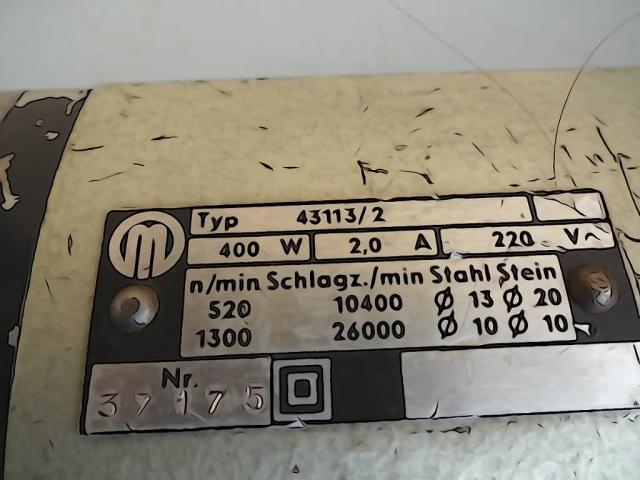 Typ 43113/2
400 W 2,0 A 220 V~
n/min Schlagz./min Stahl Stein
520 10400 Ø 13 Ø 20
1300 26000 Ø 10 Ø 10
Nr.
37175